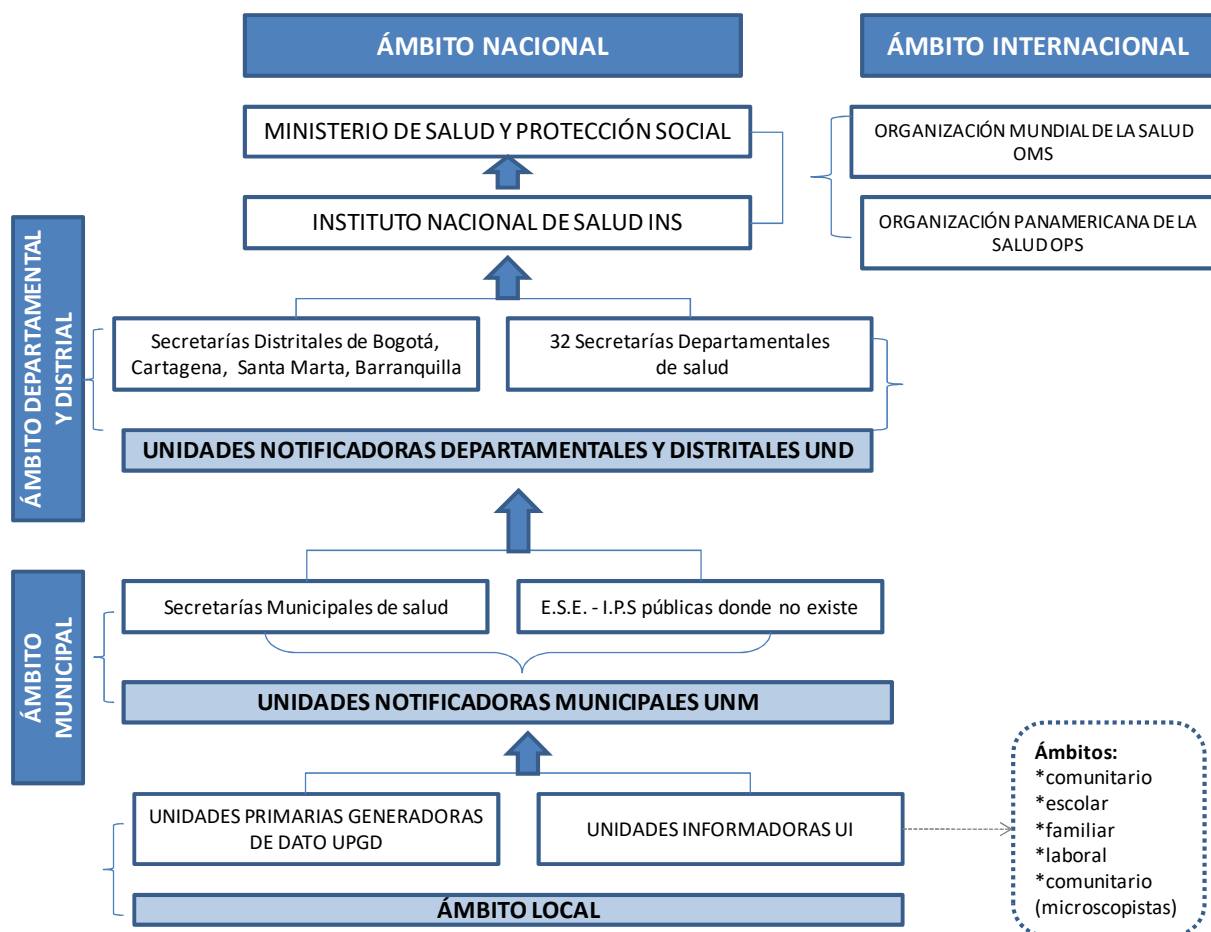 ÁMBITO NACIONAL
ÁMBITO INTERNACIONAL
MINISTERIO DE SALUD Y PROTECCIÓN SOCIAL
ORGANIZACIÓN MUNDIAL DE LA SALUD
OMS
INSTITUTO NACIONAL DE SALUD INS
ORGANIZACIÓN PANAMERICANA DE LA
SALUD OPS
ÁMBITO DEPARTAMENTAL
Y DISTRIAL
Secretarías Distritales de Bogotá,
Cartagena, Santa Marta, Barranquilla
32 Secretarías Departamentales
de salud
UNIDADES NOTIFICADORAS DEPARTAMENTALES Y DISTRITALES UND
ÁMBITO
MUNICIPAL
Secretarías Municipales de salud
E.S.E. - I.P.S públicas donde no existe
UNIDADES NOTIFICADORAS MUNICIPALES UNM
UNIDADES PRIMARIAS GENERADORAS
DE DATO UPGD
UNIDADES INFORMADORAS UI
Ámbitos:
*comunitario
*escolar
*familiar
*laboral
*comunitario
(microscopistas)
ÁMBITO LOCAL